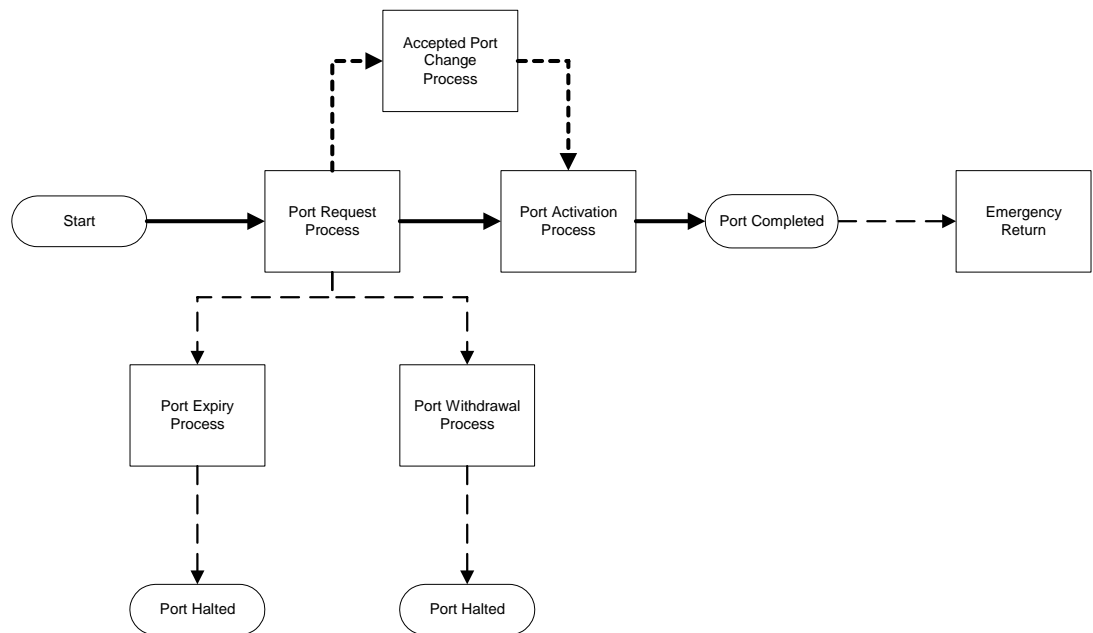 Accepted Port
Change
Process
Start
Port Request
Process
Port Activation
Process
Port Completed
Emergency
Return
Port Expiry
Process
Port Withdrawal
Process
Port Halted
Port Halted